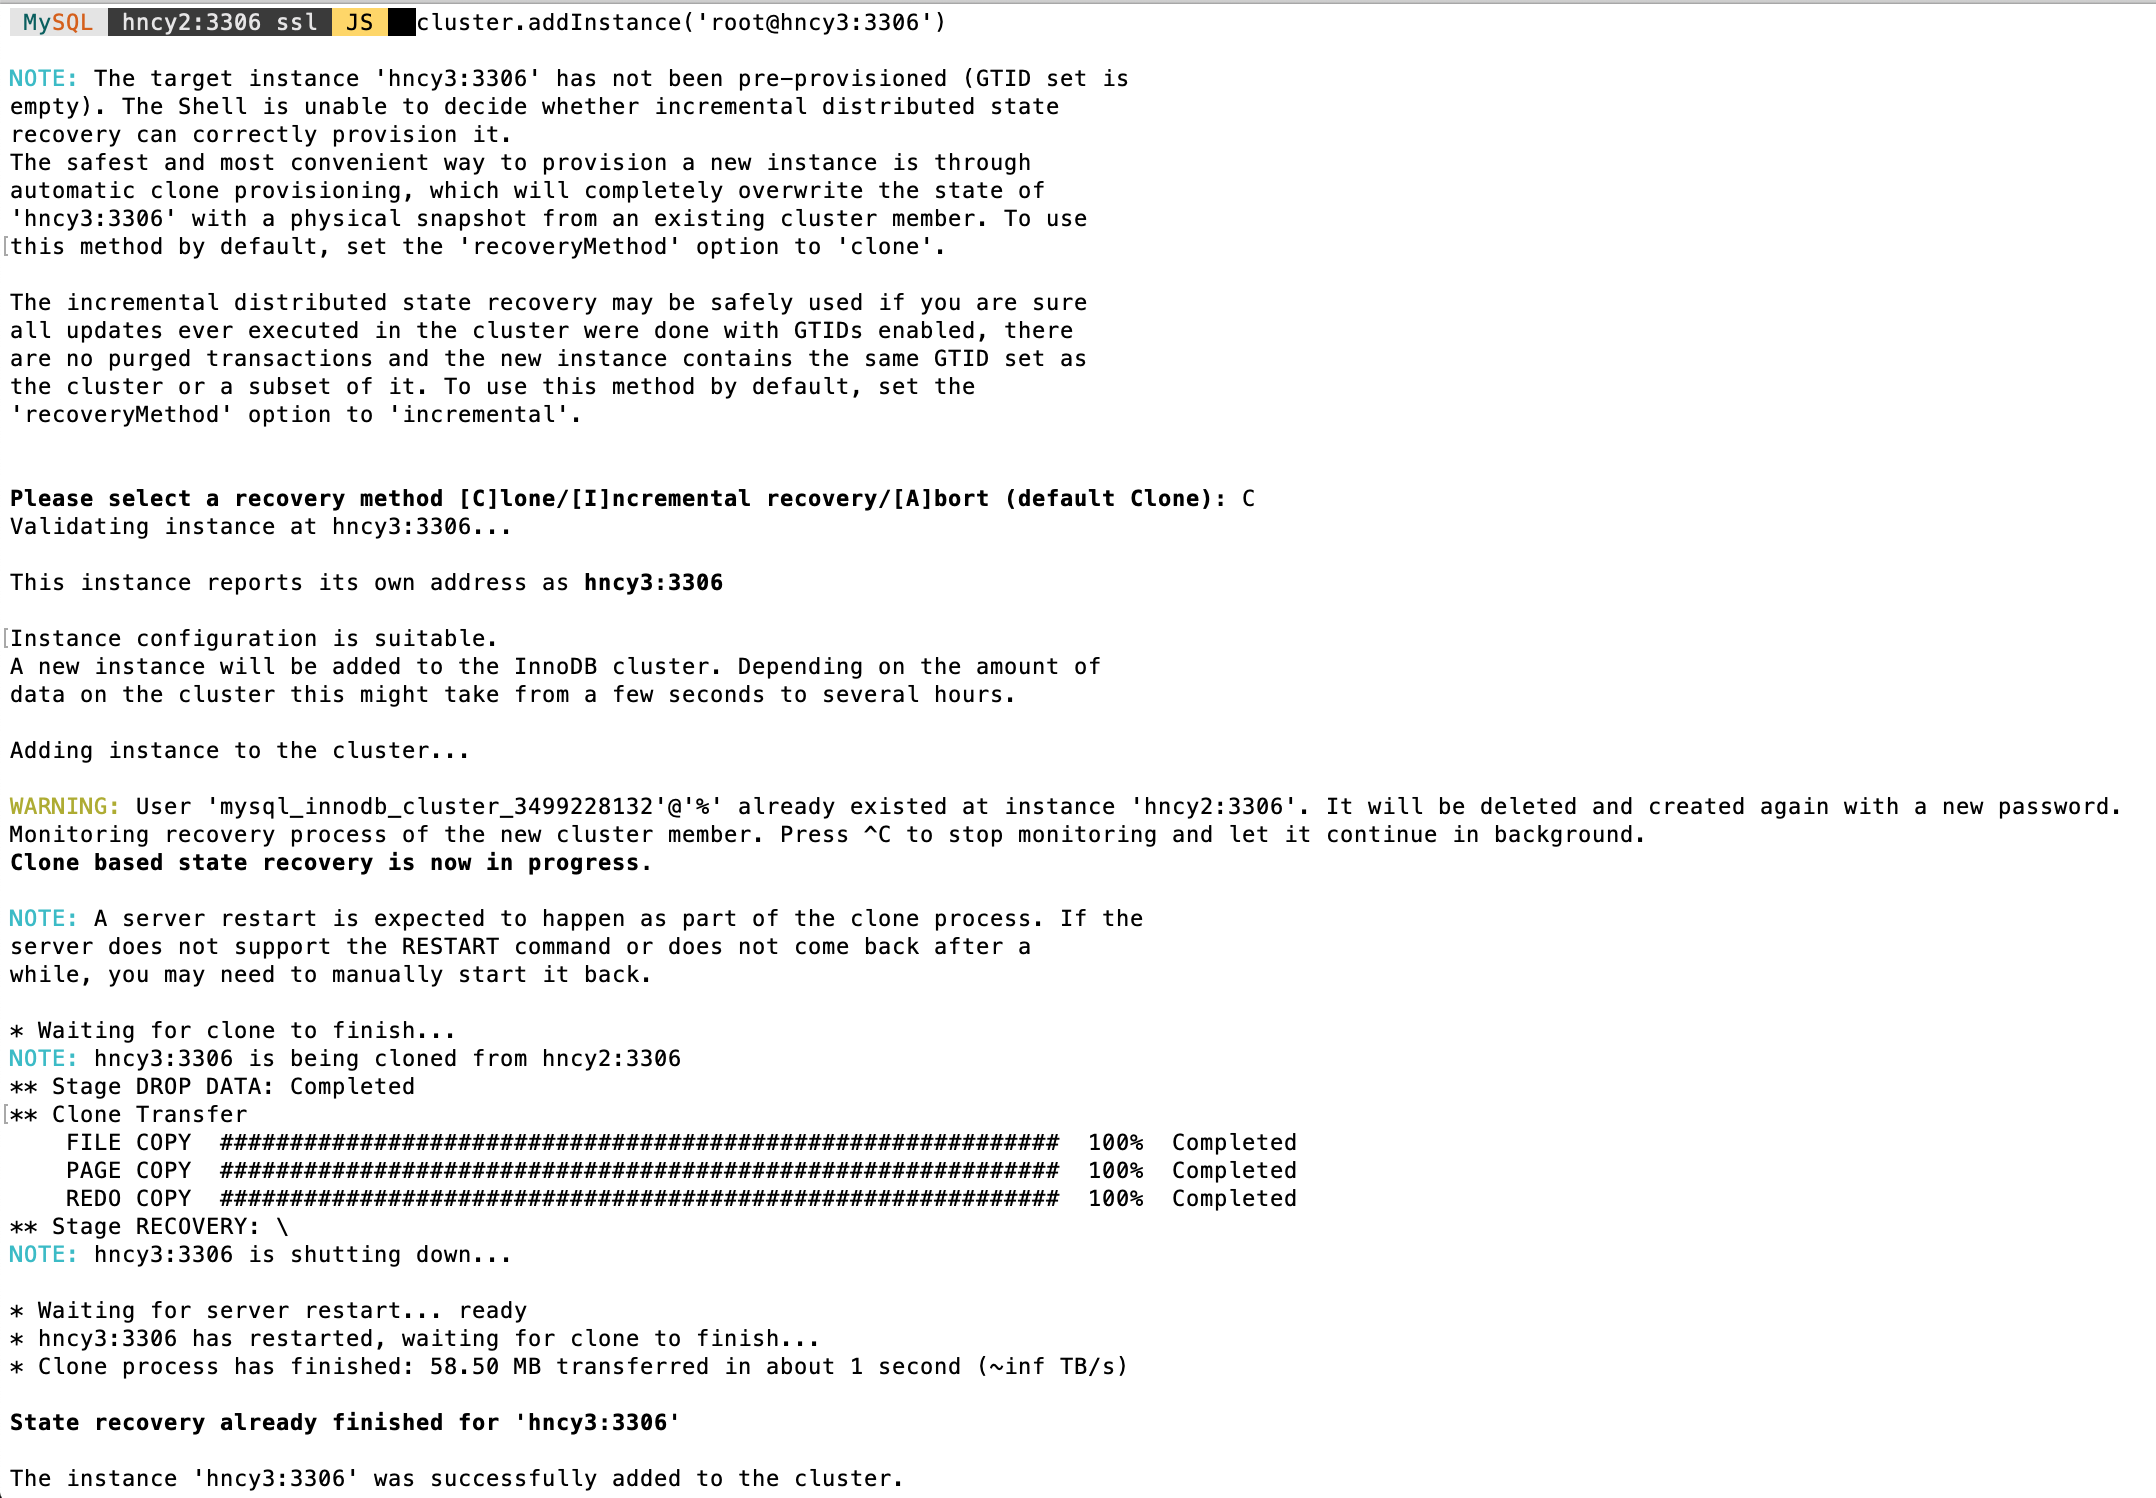 MySQL hncy2:3306 ssl JS cluster.addInstance('root@hncy3:3306')
NOTE: The target instance 'hncy3:3306' has not been pre-provisioned (GTID set is
empty). The Shell is unable to decide whether incremental distributed state
recovery can correctly provision it.
The safest and most convenient way to provision a new instance is through
automatic clone provisioning, which will completely overwrite the state of
'hncy3:3306' with a physical snapshot from an existing cluster member. To use
this method by default, set the 'recoveryMethod' option to 'clone'.
The incremental distributed state recovery may be safely used if you are sure
all updates ever executed in the cluster were done with GTIDs enabled, there
are no purged transactions and the new instance contains the same GTID set as
the cluster or a subset of it. To use this method by default, set the
'recoveryMethod' option to 'incremental'.
Please select a recovery method [C]lone/[I]ncremental recovery/[A]bort (default Clone): C
Validating instance at hncy3:3306...
This instance reports its own address as hncy3:3306
Instance configuration is suitable.
A new instance will be added to the InnoDB cluster. Depending on the amount of
data on the cluster this might take from a few seconds to several hours.
Adding instance to the cluster...
WARNING: User 'mysql_innodb_cluster_3499228132'@'%' already existed at instance 'hncy2:3306'. It will be deleted and created again with a new password.
Monitoring recovery process of the new cluster member. Press ^C to stop monitoring and let it continue in background.
Clone based state recovery is now in progress.
NOTE: A server restart is expected to happen as part of the clone process. If the
server does not support the RESTART command or does not come back after a
while, you may need to manually start it back.
* Waiting for clone to finish...
NOTE: hncy3:3306 is being cloned from hncy2:3306
** Stage DROP DATA: Completed
** Clone Transfer
FILE COPY ############################################################ 100% Completed
PAGE COPY ############################################################ 100% Completed
REDO COPY ############################################################ 100% Completed
** Stage RECOVERY: \
NOTE: hncy3:3306 is shutting down...
* Waiting for server restart... ready
* hncy3:3306 has restarted, waiting for clone to finish...
* Clone process has finished: 58.50 MB transferred in about 1 second (~inf TB/s)
State recovery already finished for 'hncy3:3306'
The instance 'hncy3:3306' was successfully added to the cluster.